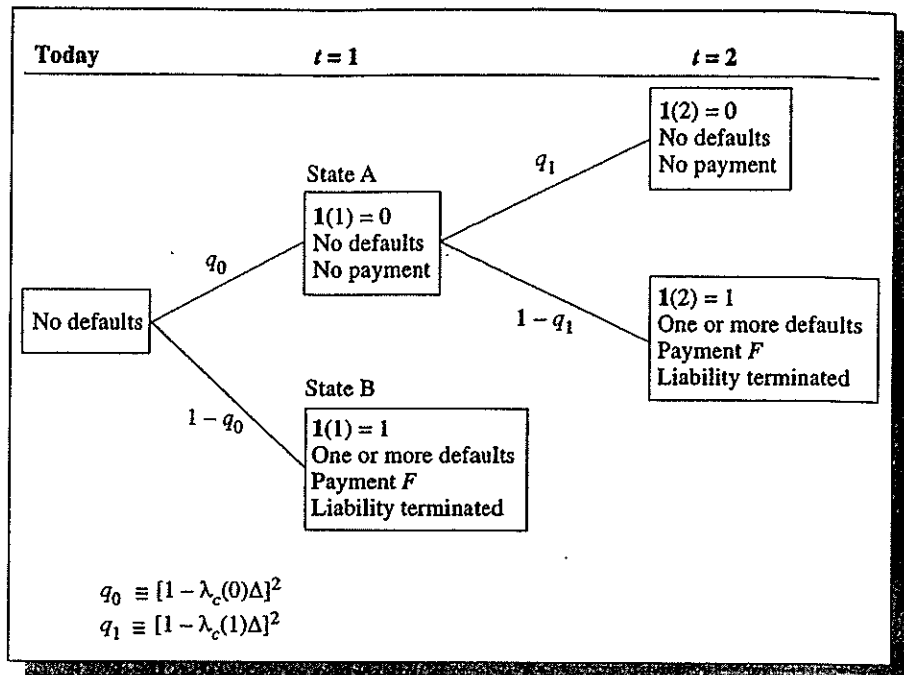 Today t = 1 t = 2
1(2) = 0
No defaults
No payment
q₁
State A
1(1) = 0
No defaults
No payment
q₀
1(2) = 1
One or more defaults
Payment F
Liability terminated
1 − q₁
No defaults
State B
1 − q₀
1(1) = 1
One or more defaults
Payment F
Liability terminated
q₀ ≡ [1 − λ_c(0)Δ]²
q₁ ≡ [1 − λ_c(1)Δ]²